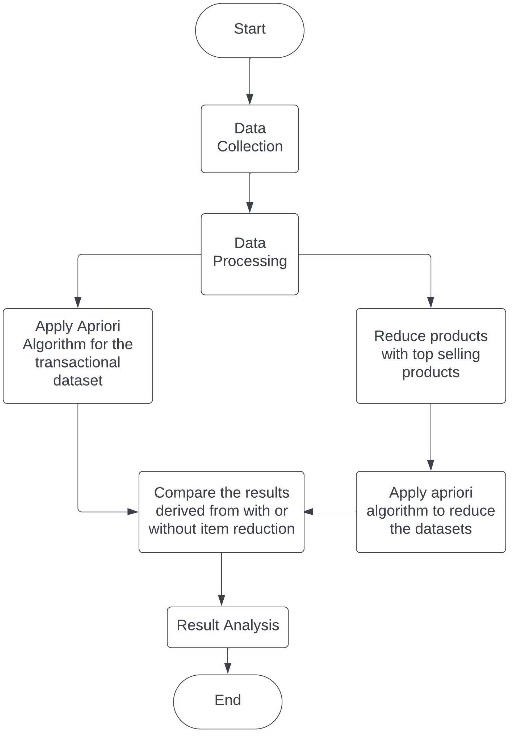 Start
Data
Collection
Data
Processing
Apply Apriori
Algorithm for the
transactional
dataset
Reduce products
with top selling
products
Compare the results
derived from with or
without item reduction
Apply apriori
algorithm to reduce
the datasets
Result Analysis
End